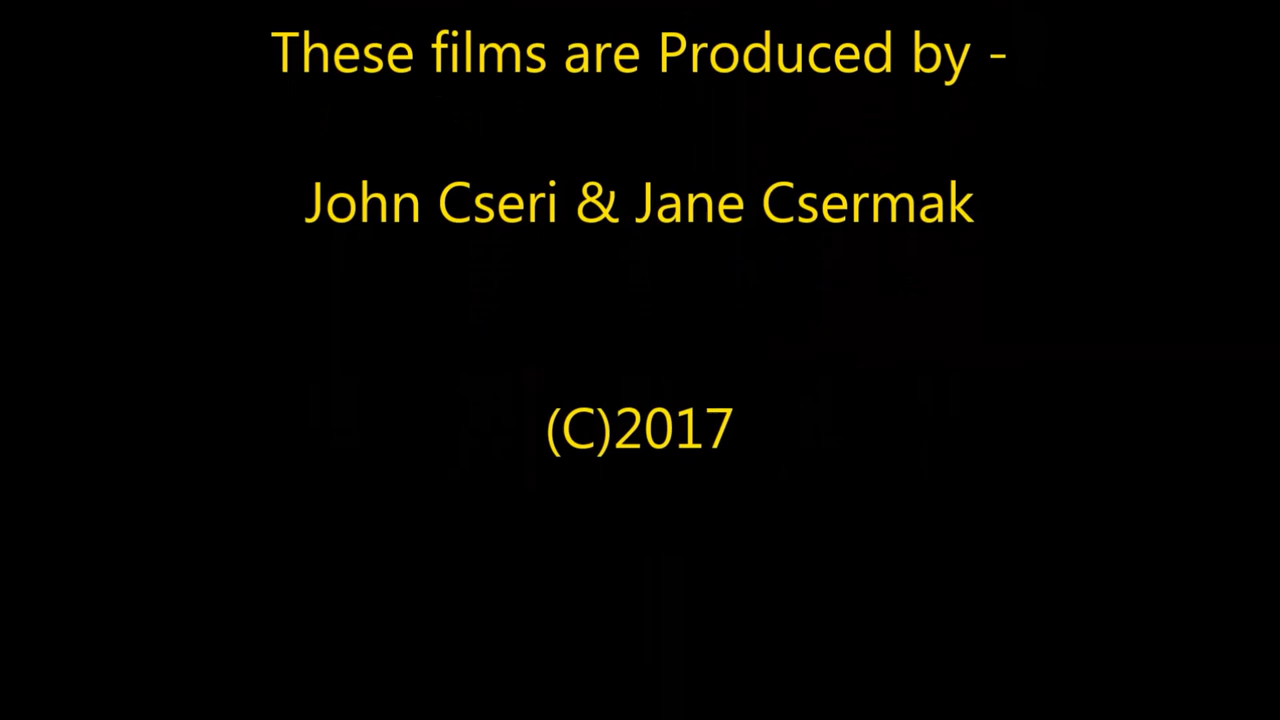 These films are Produced by -
John Cseri & Jane Csermak
(C)2017